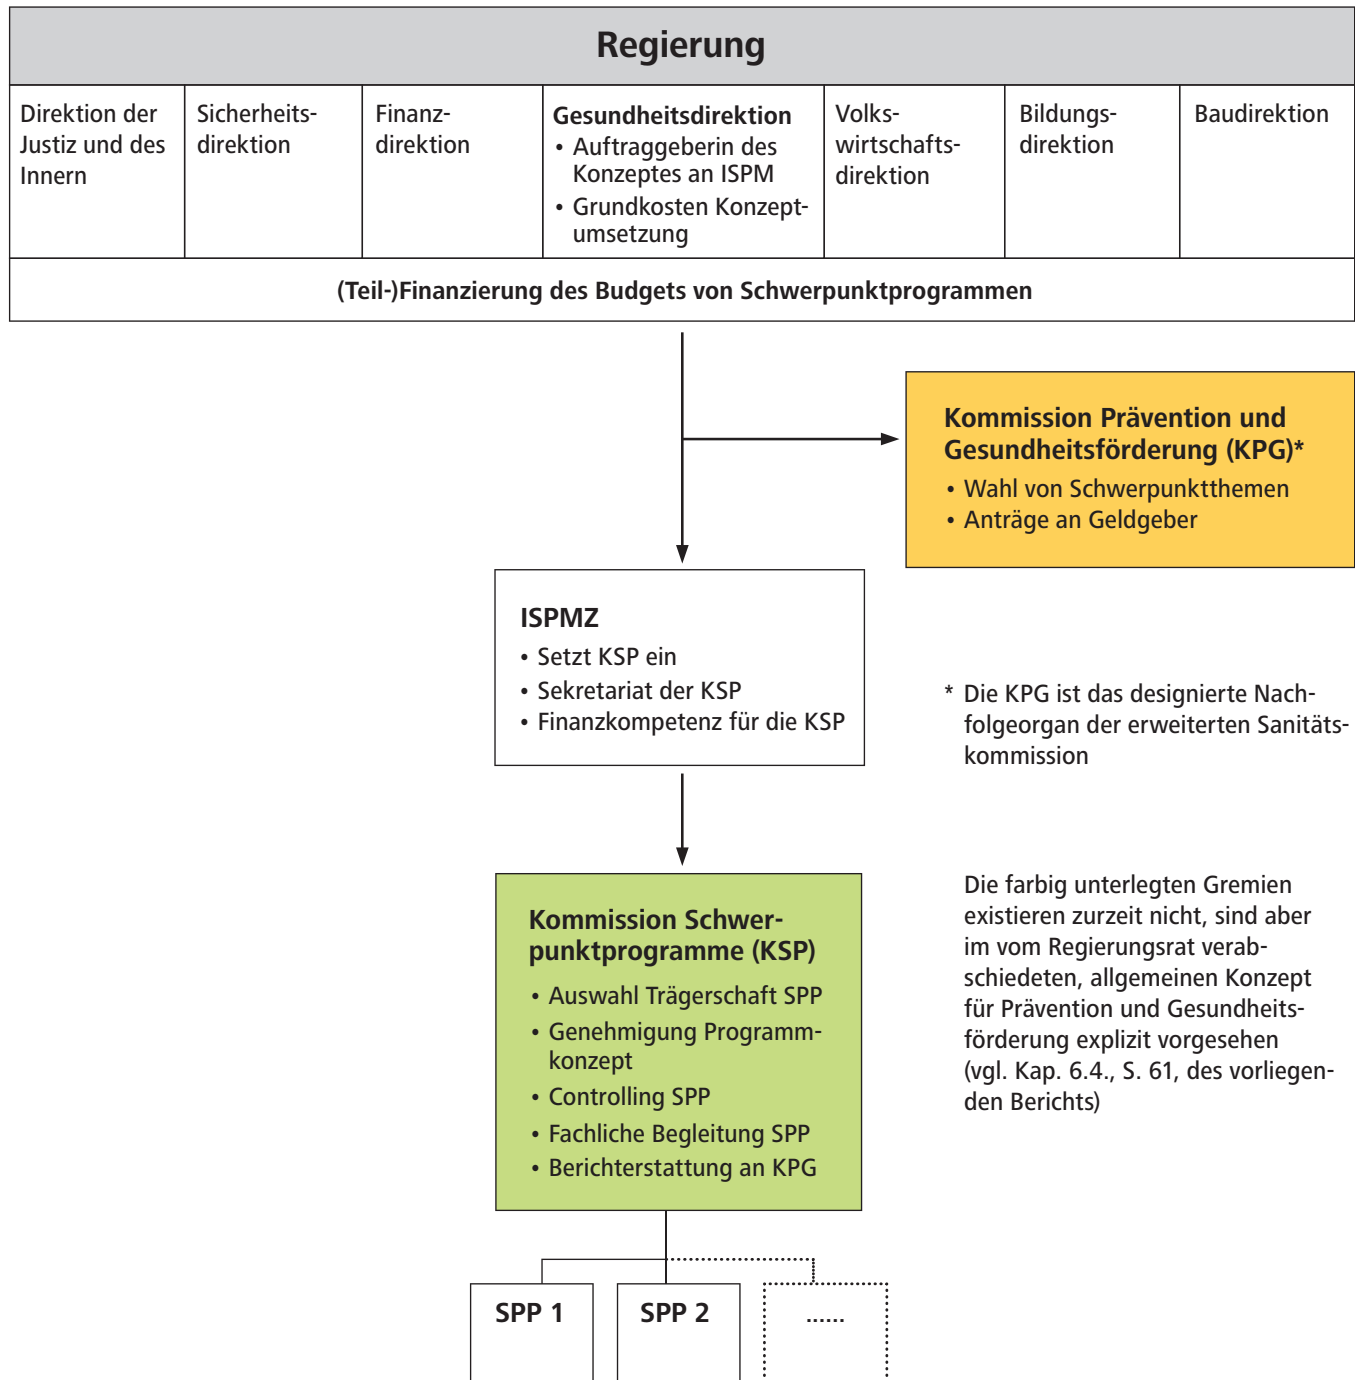 Regierung
Direktion der
Justiz und des
Innern
Sicherheits-
direktion
Finanz-
direktion
Gesundheitsdirektion
• Auftraggeberin des
Konzeptes an ISPM
• Grundkosten Konzept-
umsetzung
Volks-
wirtschafts-
direktion
Bildungs-
direktion
Baudirektion
(Teil-)Finanzierung des Budgets von Schwerpunktprogrammen
Kommission Prävention und
Gesundheitsförderung (KPG)*
• Wahl von Schwerpunktthemen
• Anträge an Geldgeber
ISPMZ
• Setzt KSP ein
• Sekretariat der KSP
• Finanzkompetenz für die KSP
* Die KPG ist das designierte Nach-
folgeorgan der erweiterten Sanitäts-
kommission
Kommission Schwer-
punktprogramme (KSP)
• Auswahl Trägerschaft SPP
• Genehmigung Programm-
konzept
• Controlling SPP
• Fachliche Begleitung SPP
• Berichterstattung an KPG
Die farbig unterlegten Gremien
existieren zurzeit nicht, sind aber
im vom Regierungsrat verab-
schiedeten, allgemeinen Konzept
für Prävention und Gesundheits-
förderung explizit vorgesehen
(vgl. Kap. 6.4., S. 61, des vorliegen-
den Berichts)
SPP 1
SPP 2
......